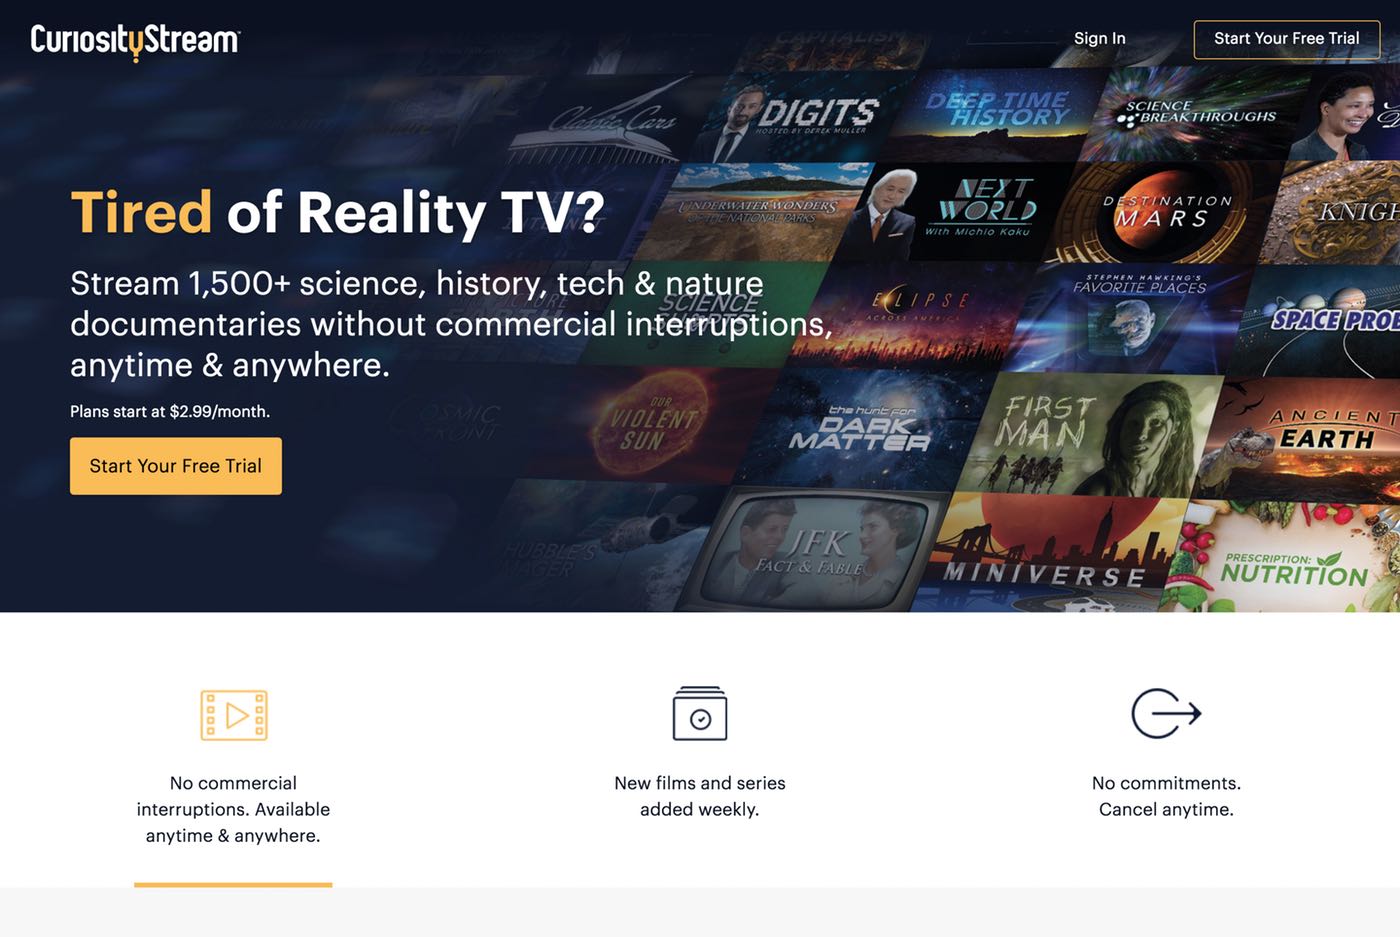 CuriosityStream
Sign In
Start Your Free Trial
Tired of Reality TV?
Stream 1,500+ science, history, tech & nature
documentaries without commercial interruptions,
anytime & anywhere.
Plans start at $2.99/month.
Start Your Free Trial
Classic Cars
DIGITS
HOSTED BY DEREK MULLER
DEEP TIME
HISTORY
SCIENCE
BREAKTHROUGHS
UNDERWATER WONDERS
OF THE NATIONAL PARKS
NEXT
WORLD
With Michio Kaku
DESTINATION
MARS
KNIGH
SCIENCE
ECLIPSE
ACROSS AMERICA
STEPHEN HAWKING'S
FAVORITE PLACES
SPACE PROB
COSMIC
FRONT
OUR
VIOLENT
SUN
the hunt for
DARK
MATTER
FIRST
MAN
ANCIENT
EARTH
HUBBLE'S
JFK
FACT & FABLE
MINIVERSE
PRESCRIPTION:
NUTRITION
No commercial
interruptions. Available
anytime & anywhere.
New films and series
added weekly.
No commitments.
Cancel anytime.